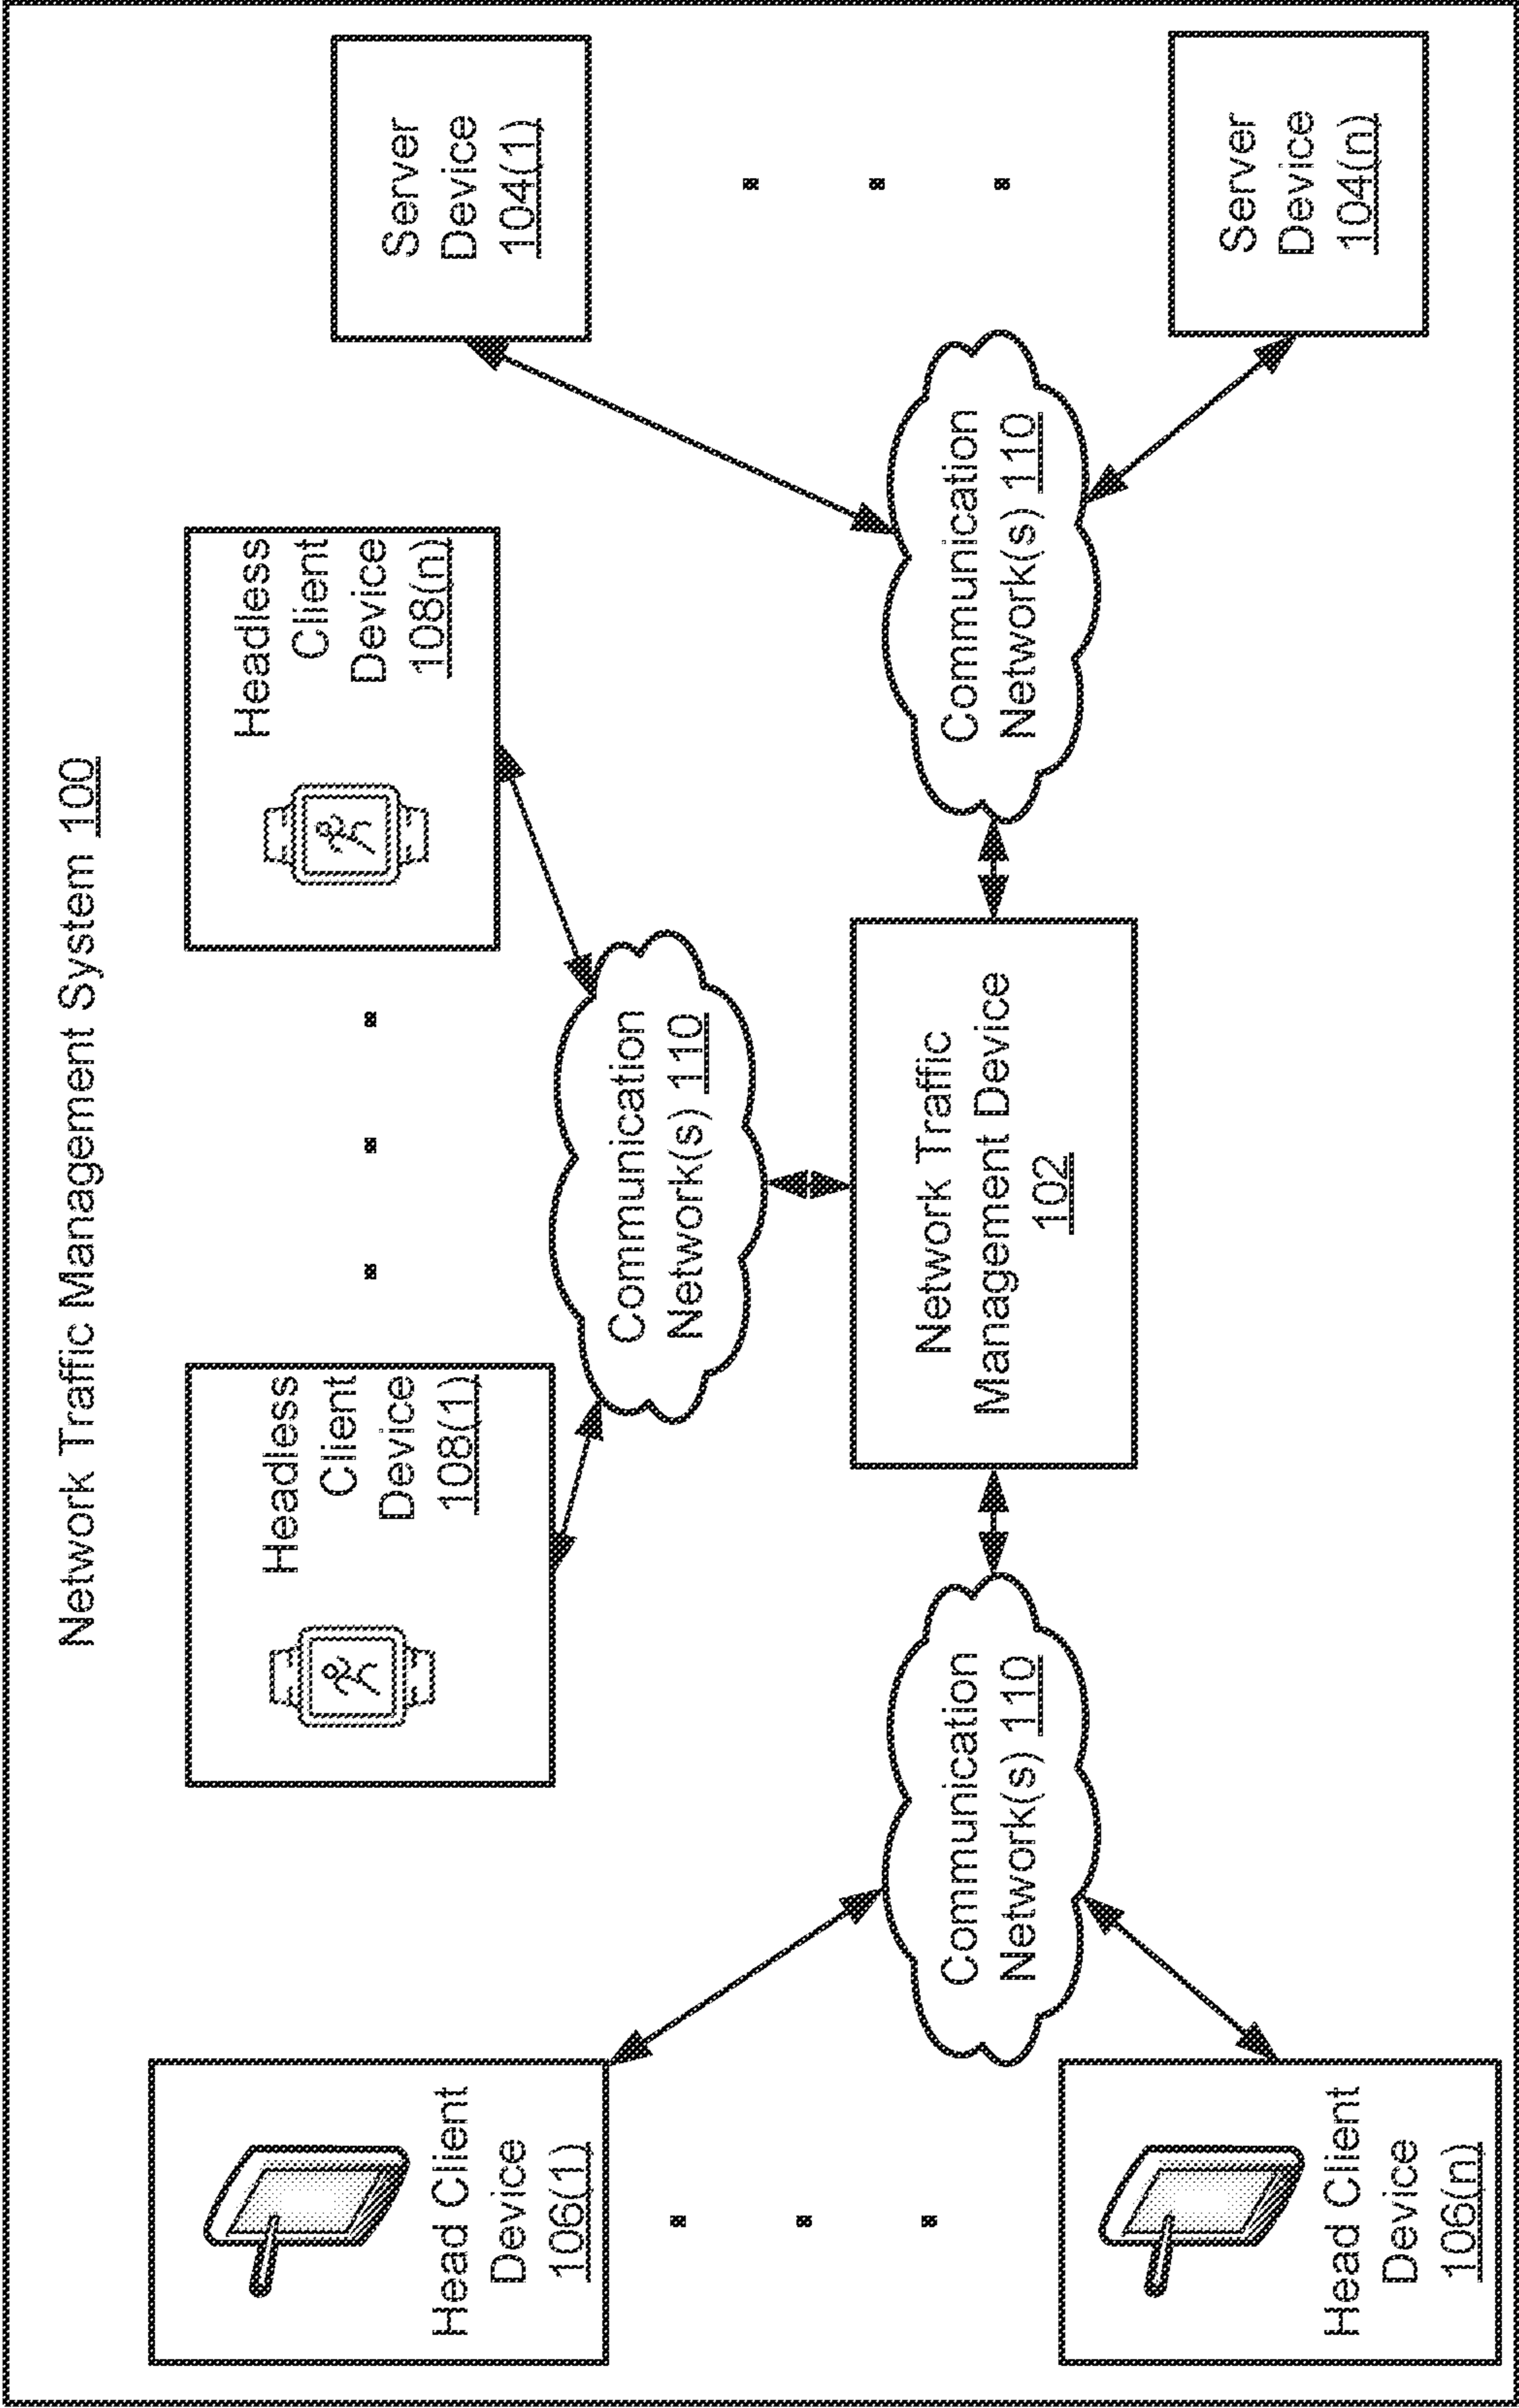 Network Traffic Management System 100
Headless
Client
Device
108(1)
Headless
Client
Device
108(n)
Head Client
Device
106(1)
Communication
Network(s) 110
Server
Device
104(1)
Communication
Network(s) 110
Network Traffic
Management Device
102
Communication
Network(s) 110
Head Client
Device
106(n)
Server
Device
104(n)